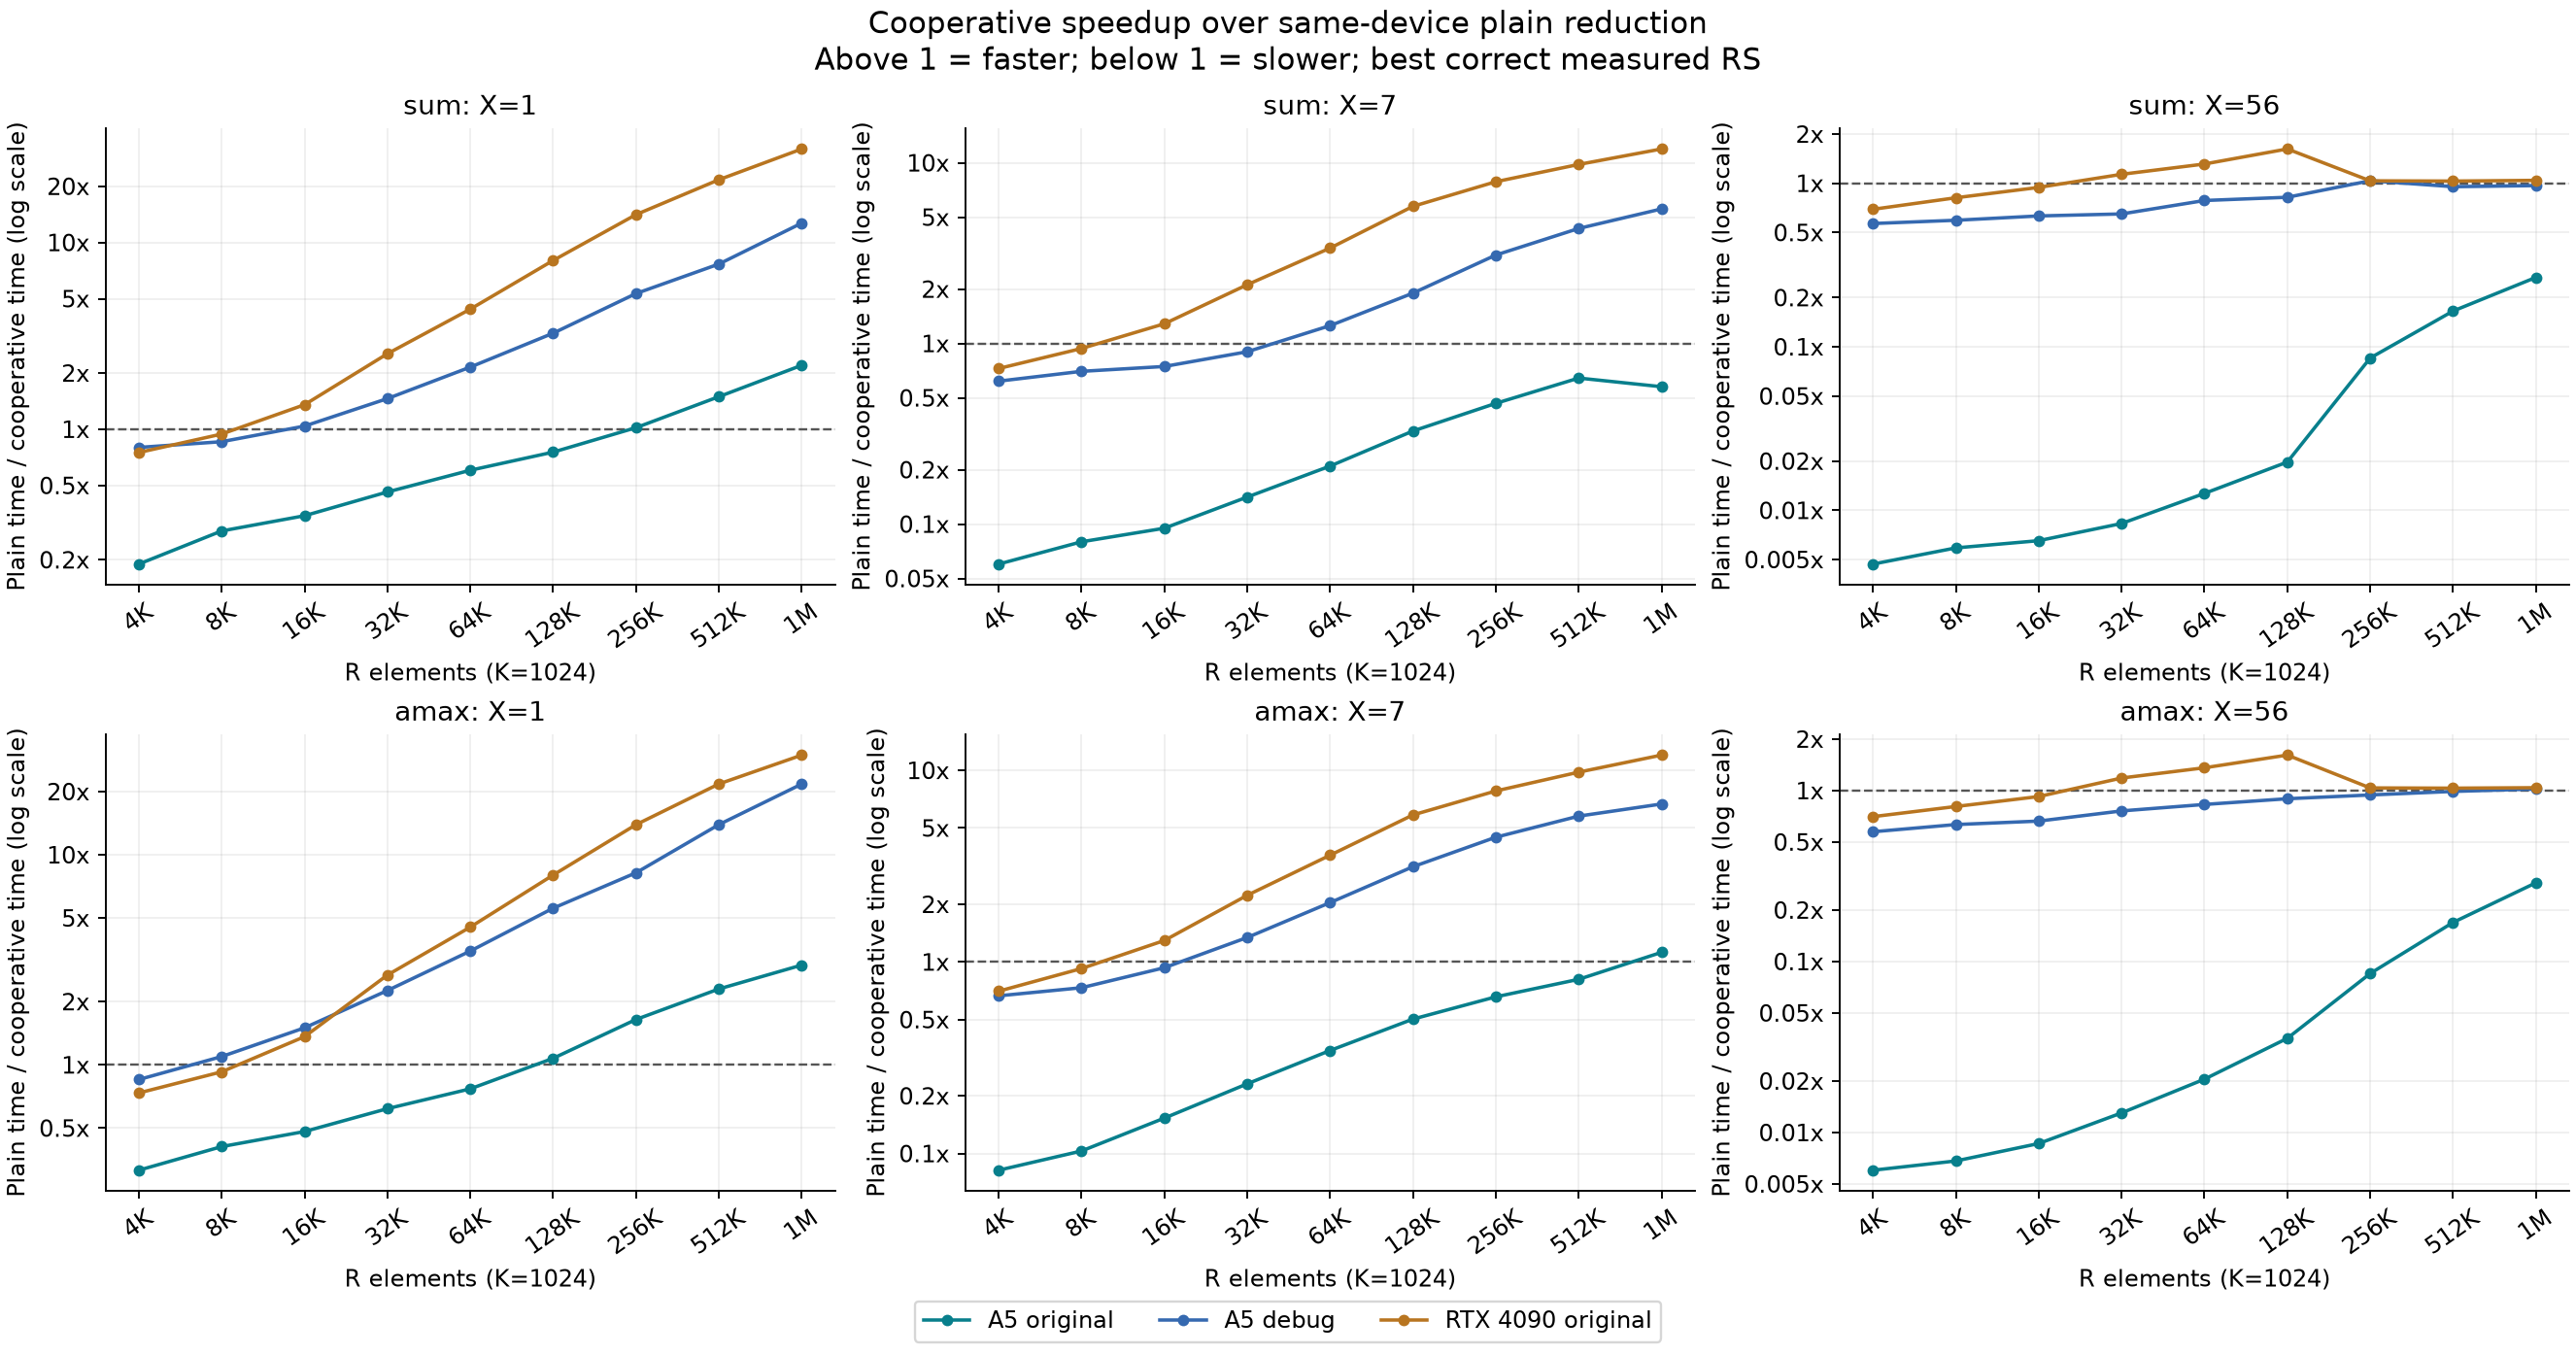 Cooperative speedup over same-device plain reduction
Above 1 = faster; below 1 = slower; best correct measured RS
sum: X=1
Plain time / cooperative time (log scale)
20x
10x
5x
2x
1x
0.5x
0.2x
4K 8K 16K 32K 64K 128K 256K 512K 1M
R elements (K=1024)
sum: X=7
Plain time / cooperative time (log scale)
10x
5x
2x
1x
0.5x
0.2x
0.1x
0.05x
4K 8K 16K 32K 64K 128K 256K 512K 1M
R elements (K=1024)
sum: X=56
Plain time / cooperative time (log scale)
2x
1x
0.5x
0.2x
0.1x
0.05x
0.02x
0.01x
0.005x
4K 8K 16K 32K 64K 128K 256K 512K 1M
R elements (K=1024)
amax: X=1
Plain time / cooperative time (log scale)
20x
10x
5x
2x
1x
0.5x
4K 8K 16K 32K 64K 128K 256K 512K 1M
R elements (K=1024)
amax: X=7
Plain time / cooperative time (log scale)
10x
5x
2x
1x
0.5x
0.2x
0.1x
4K 8K 16K 32K 64K 128K 256K 512K 1M
R elements (K=1024)
amax: X=56
Plain time / cooperative time (log scale)
2x
1x
0.5x
0.2x
0.1x
0.05x
0.02x
0.01x
0.005x
4K 8K 16K 32K 64K 128K 256K 512K 1M
R elements (K=1024)
A5 original A5 debug RTX 4090 original